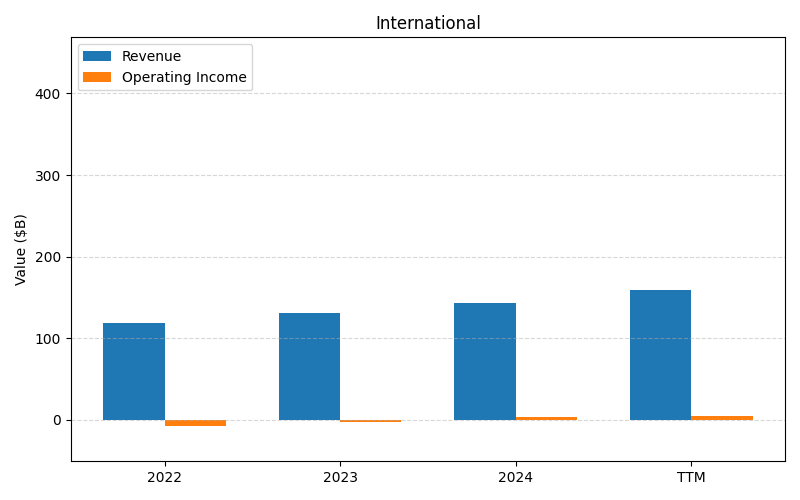 International
Revenue
Operating Income
Value ($B)
400
300
200
100
0
2022
2023
2024
TTM